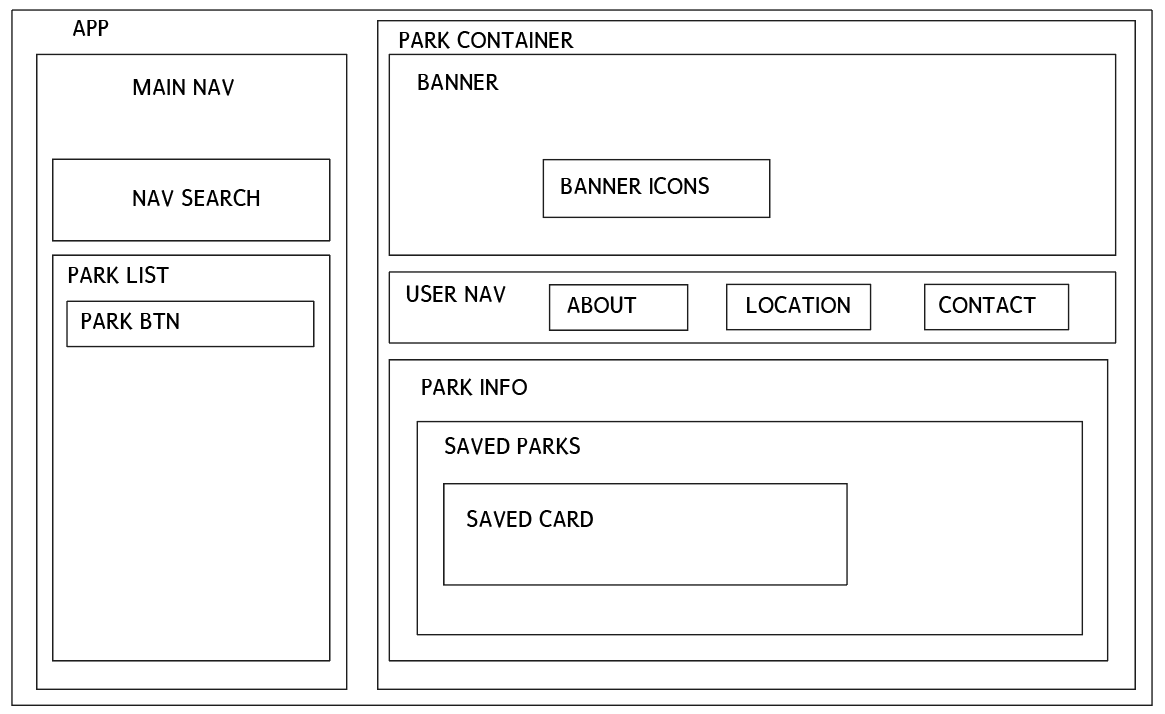 APP
MAIN NAV
NAV SEARCH
PARK LIST
PARK BTN
PARK CONTAINER
BANNER
BANNER ICONS
USER NAV
ABOUT
LOCATION
CONTACT
PARK INFO
SAVED PARKS
SAVED CARD